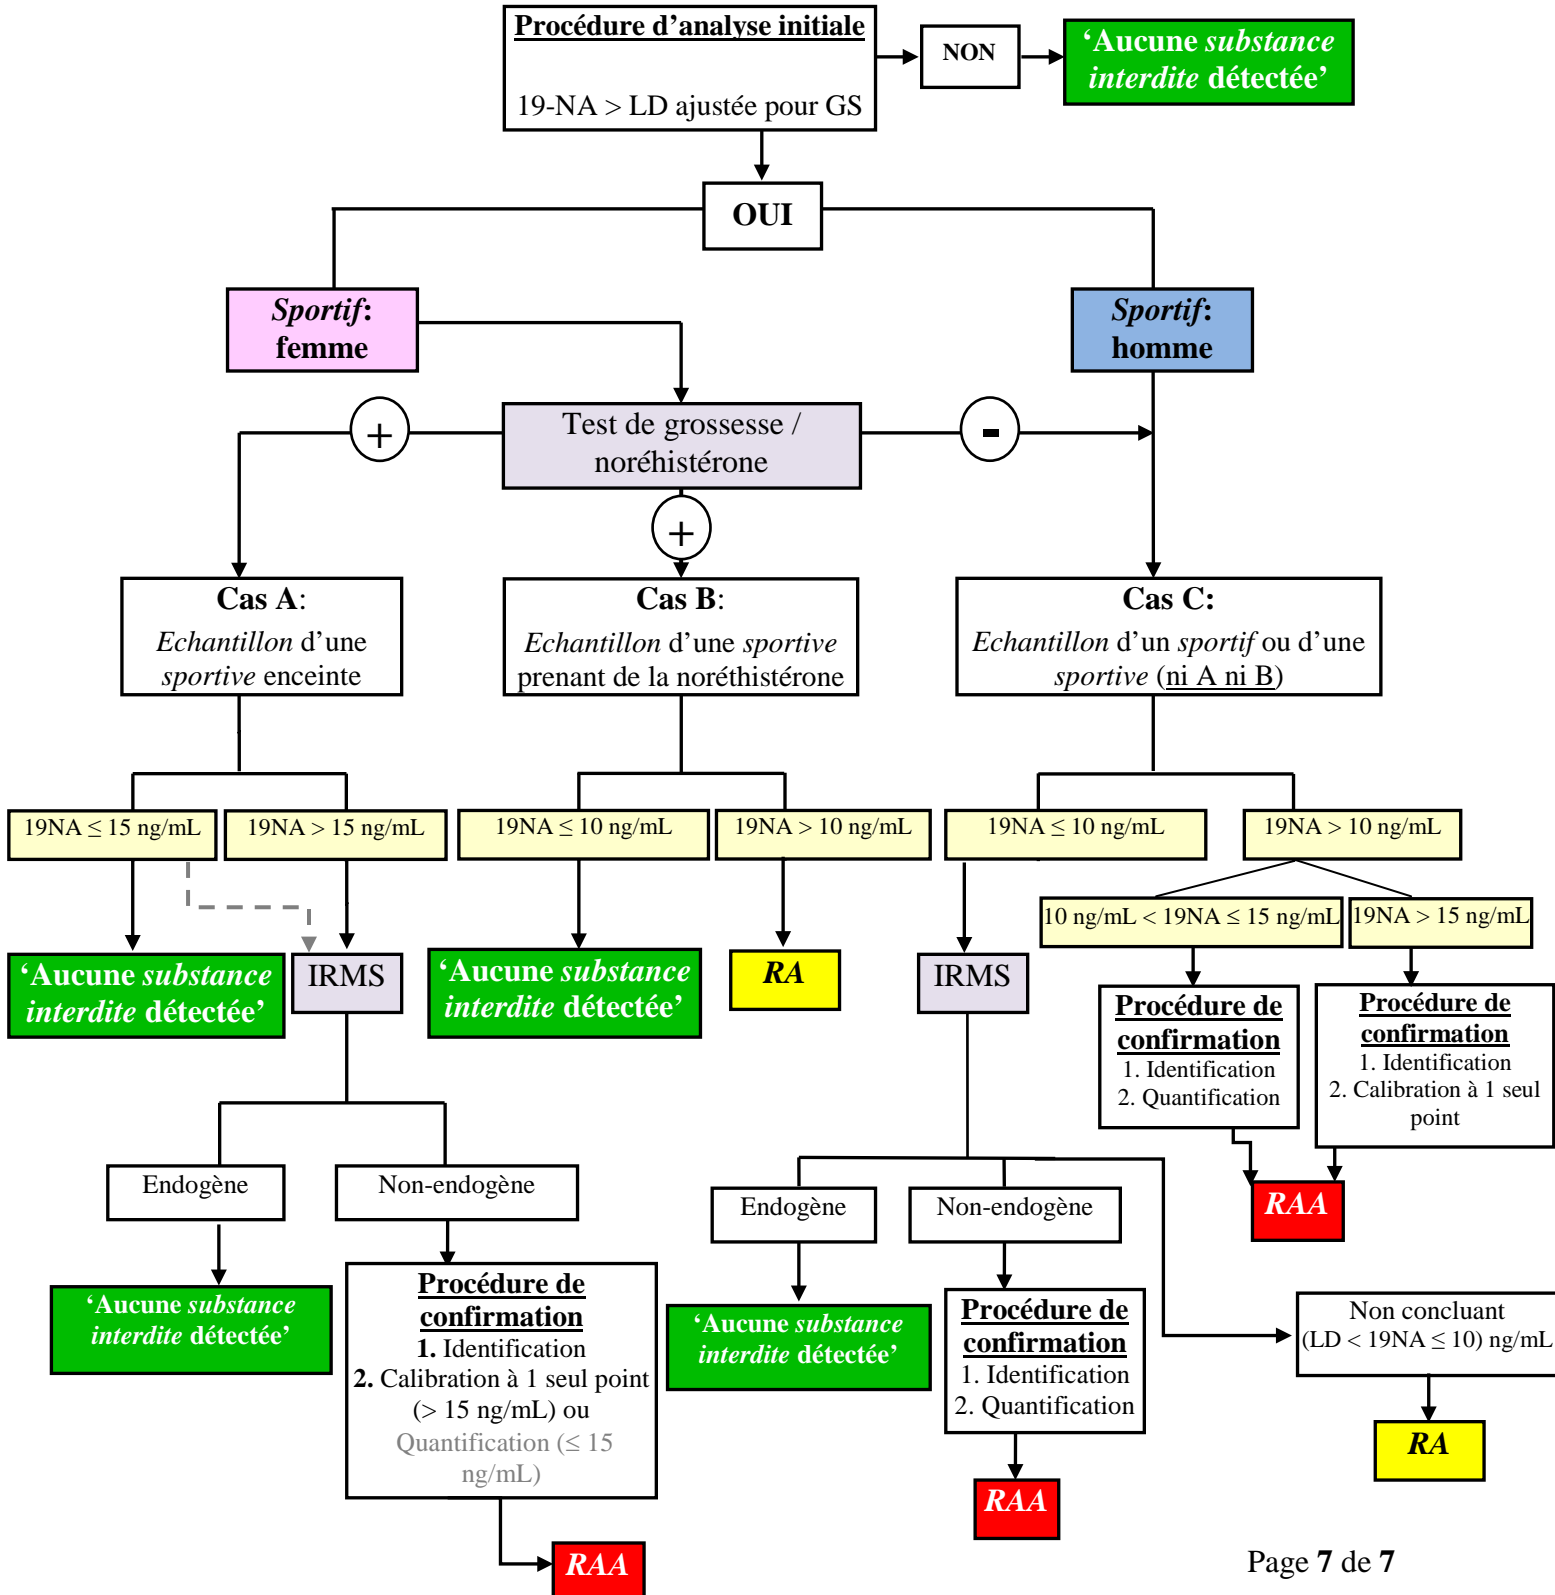 Procédure d’analyse initiale
19-NA > LD ajustée pour GS
NON
‘Aucune substance
interdite détectée’
OUI
Sportif:
femme
Sportif:
homme
+
Test de grossesse /
noréhistérone
-
+
Cas A:
Echantillon d’une
sportive enceinte
Cas B:
Echantillon d’une sportive
prenant de la noréthistérone
Cas C:
Echantillon d’un sportif ou d’une
sportive (ni A ni B)
19NA ≤ 15 ng/mL
19NA > 15 ng/mL
19NA ≤ 10 ng/mL
19NA > 10 ng/mL
19NA ≤ 10 ng/mL
19NA > 10 ng/mL
10 ng/mL < 19NA ≤ 15 ng/mL
19NA > 15 ng/mL
‘Aucune substance
interdite détectée’
IRMS
‘Aucune substance
interdite détectée’
RA
IRMS
Procédure de
confirmation
1. Identification
2. Quantification
Procédure de
confirmation
1. Identification
2. Calibration à 1 seul
point
RAA
Endogène
Non-endogène
Endogène
Non-endogène
‘Aucune substance
interdite détectée’
Procédure de
confirmation
1. Identification
2. Calibration à 1 seul point
(> 15 ng/mL) ou
Quantification (≤ 15
ng/mL)
‘Aucune substance
interdite détectée’
Procédure de
confirmation
1. Identification
2. Quantification
Non concluant
(LD < 19NA ≤ 10) ng/mL
RA
RAA
RAA
Page 7 de 7